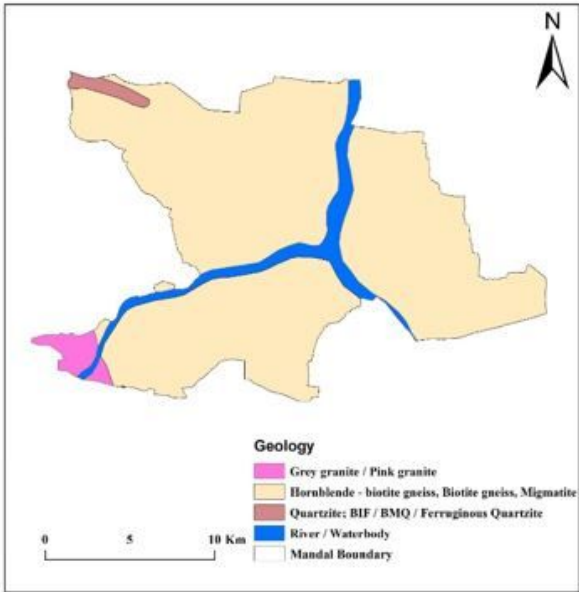 N
Geology
Grey granite / Pink granite
Hornblende - biotite gneiss, Biotite gneiss, Migmatite
Quartzite; BIF / BMQ / Ferruginous Quartzite
River / Waterbody
Mandal Boundary
0 5 10 Km